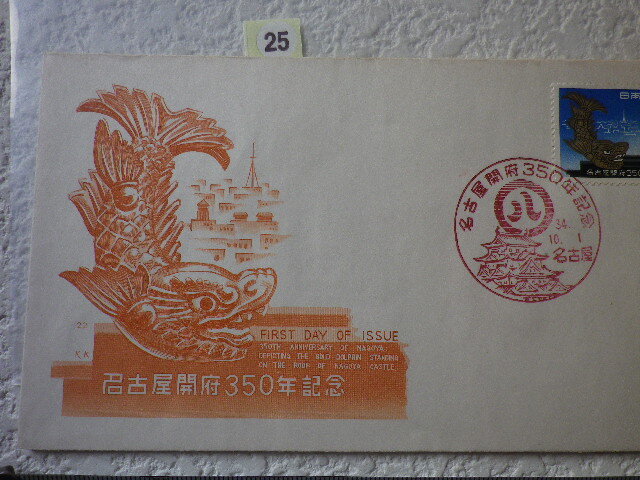 25
日本
名古屋開府350
名古屋開府350年記念
八
34.
10. 1
名古屋
FIRST DAY OF ISSUE
350TH ANNIVERSARY OF NAGOYA,
DEPICTING THE GOLD DOLPHIN STANDING
ON THE ROOF OF NAGOYA CASTLE.
名古屋開府350年記念